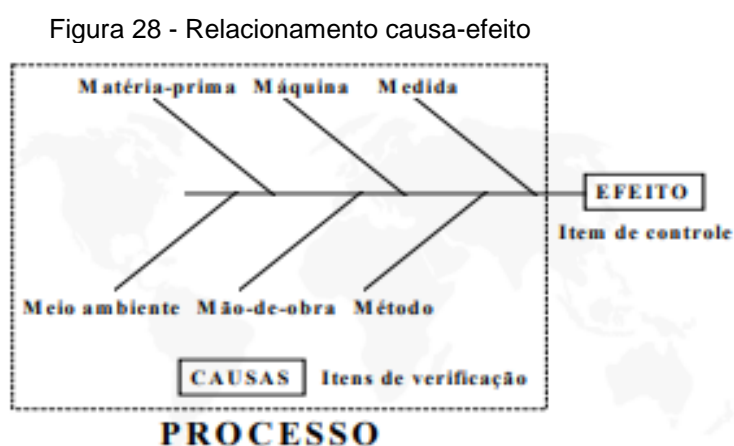 Figura 28 - Relacionamento causa-efeito
Matéria-prima Máquina Medida
EFEITO
Item de controle
Meio ambiente Mão-de-obra Método
CAUSAS Itens de verificação
PROCESSO